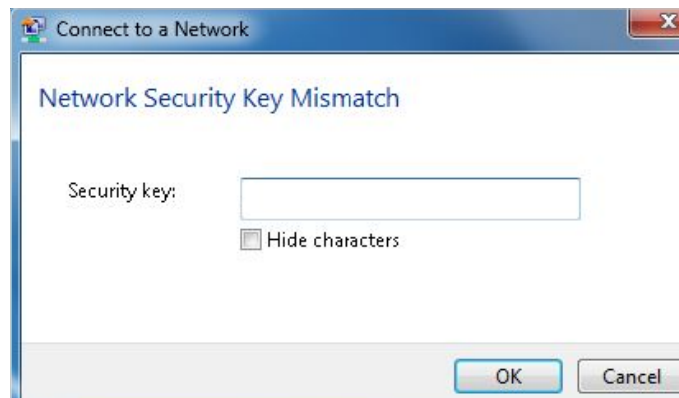 Connect to a Network
Network Security Key Mismatch
Security key:
Hide characters
OK Cancel